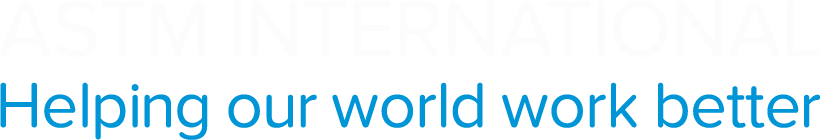 ASTM INTERNATIONAL
Helping our world work better